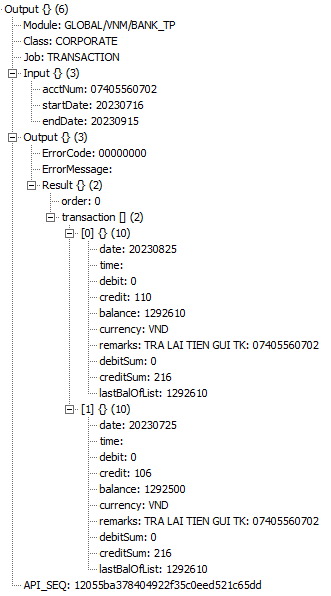 Output {} (6)
Module: GLOBAL/VNM/BANK_TP
Class: CORPORATE
Job: TRANSACTION
Input {} (3)
acctNum: 07405560702
startDate: 20230716
endDate: 20230915
Output {} (3)
ErrorCode: 00000000
ErrorMessage:
Result {} (2)
order: 0
transaction [] (2)
[0] {} (10)
date: 20230825
time:
debit: 0
credit: 110
balance: 1292610
currency: VND
remarks: TRA LAI TIEN GUI TK: 07405560702
debitSum: 0
creditSum: 216
lastBalOfList: 1292610
[1] {} (10)
date: 20230725
time:
debit: 0
credit: 106
balance: 1292500
currency: VND
remarks: TRA LAI TIEN GUI TK: 07405560702
debitSum: 0
creditSum: 216
lastBalOfList: 1292610
API_SEQ: 12055ba378404922f35c0eed521c65dd